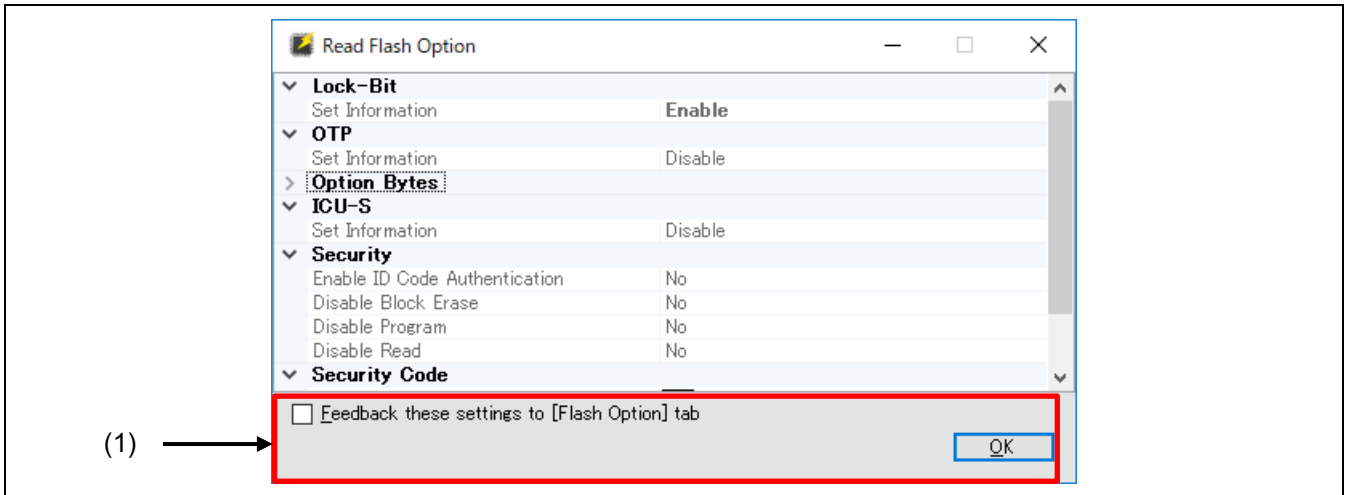 Read Flash Option
Lock-Bit
Set Information Enable
OTP
Set Information Disable
Option Bytes
ICU-S
Set Information Disable
Security
Enable ID Code Authentication No
Disable Block Erase No
Disable Program No
Disable Read No
Security Code
Feedback these settings to [Flash Option] tab
(1)
OK